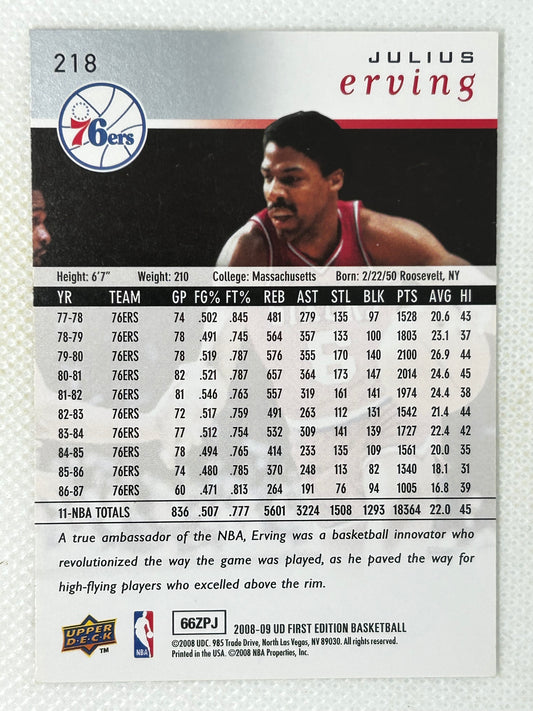 218
JULIUS
erving
76ers
Height: 6'7" Weight: 210 College: Massachusetts Born: 2/22/50 Roosevelt, NY
YR TEAM GP FG% FT% REB AST STL BLK PTS AVG HI
77-78 76ERS 74 .502 .845 481 279 135 97 1528 20.6 43
78-79 76ERS 78 .491 .745 564 357 133 100 1803 23.1 37
79-80 76ERS 78 .519 .787 576 355 170 140 2100 26.9 44
80-81 76ERS 82 .521 .787 657 364 173 147 2014 24.6 45
81-82 76ERS 81 .546 .763 557 319 161 141 1974 24.4 38
82-83 76ERS 72 .517 .759 491 263 112 131 1542 21.4 44
83-84 76ERS 77 .512 .754 532 309 141 139 1727 22.4 42
84-85 76ERS 78 .494 .765 414 233 135 109 1561 20.0 35
85-86 76ERS 74 .480 .785 370 248 113 82 1340 18.1 31
86-87 76ERS 60 .471 .813 264 191 76 94 1005 16.8 39
11-NBA TOTALS 836 .507 .777 5601 3224 1508 1293 18364 22.0 45
A true ambassador of the NBA, Erving was a basketball innovator who
revolutionized the way the game was played, as he paved the way for
high-flying players who excelled above the rim.
UPPER
DECK
TM
NBA
66ZPJ
2008-09 UD FIRST EDITION BASKETBALL
©2008 UDC. 985 Trade Drive, North Las Vegas, NV 89030. All rights reserved.
Printed in the USA. ©2008 NBA Properties, Inc.